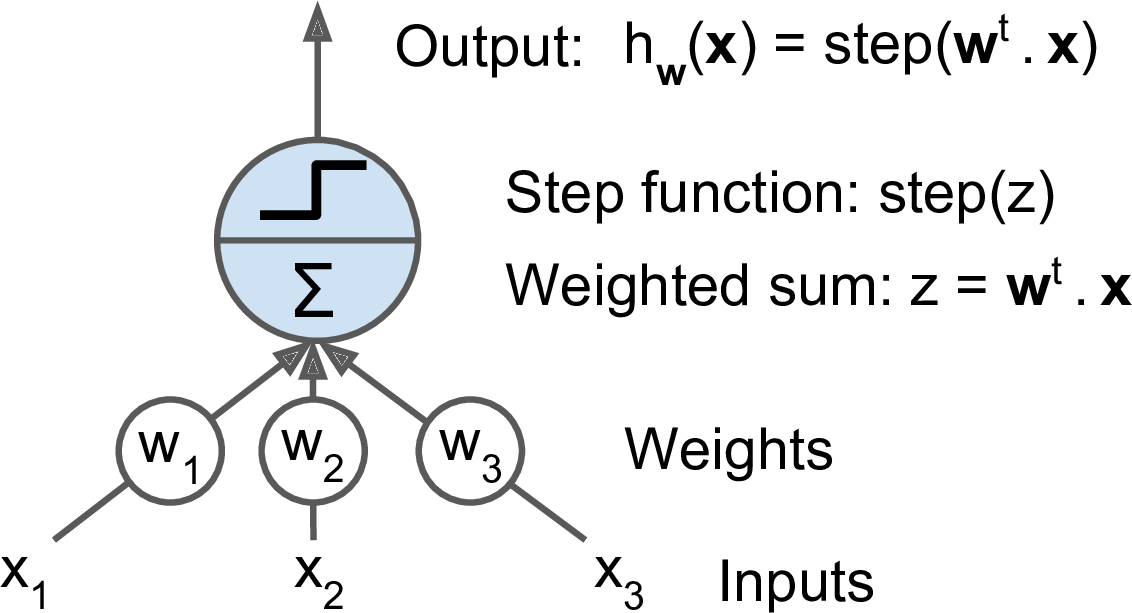 Output: h_w(x) = step(w^t . x)
Step function: step(z)
Σ
Weighted sum: z = w^t . x
w_1 w_2 w_3 Weights
x_1 x_2 x_3 Inputs